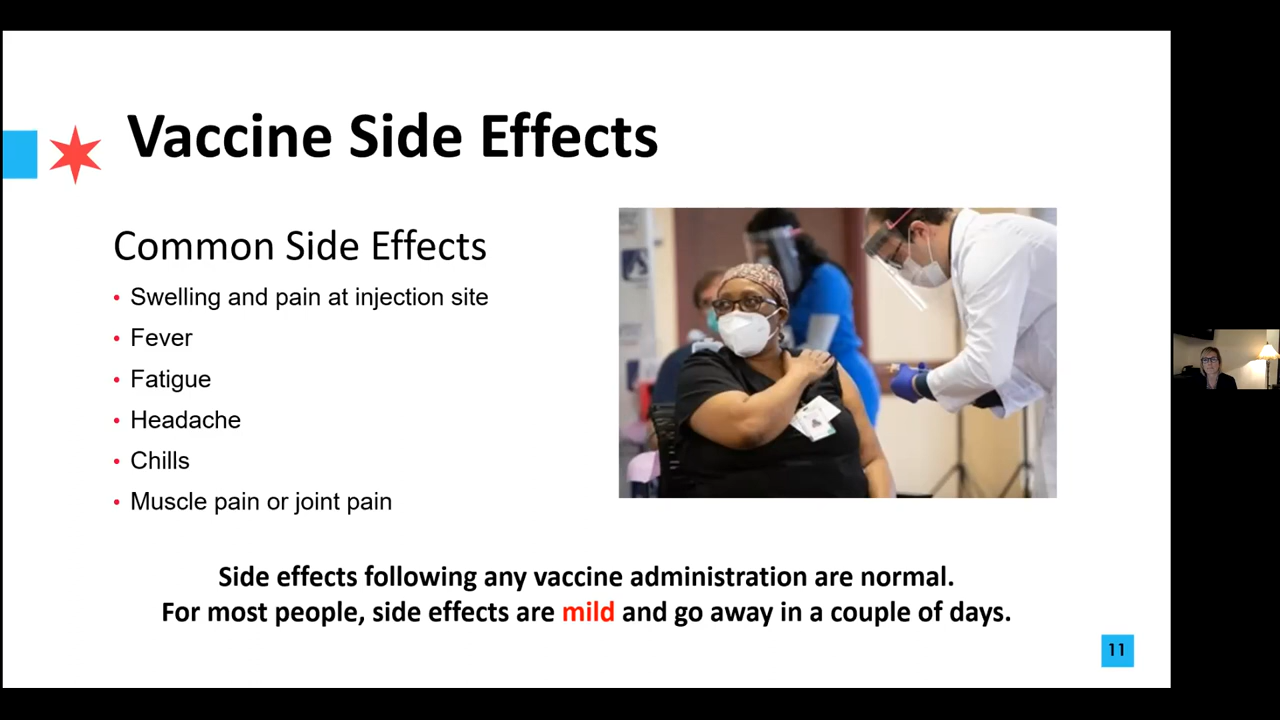 Vaccine Side Effects
Common Side Effects
• Swelling and pain at injection site
• Fever
• Fatigue
• Headache
• Chills
• Muscle pain or joint pain
Side effects following any vaccine administration are normal.
For most people, side effects are mild and go away in a couple of days.
11